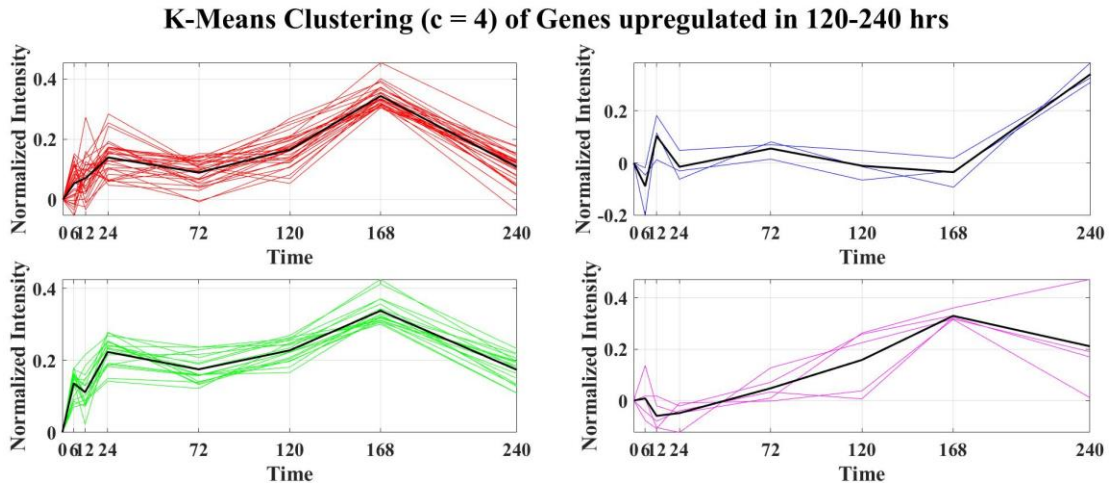 K-Means Clustering (c = 4) of Genes upregulated in 120-240 hrs
Normalized Intensity
0.4
0.2
0
0 6 12 24 72 120 168 240
Time
Normalized Intensity
0.2
0
-0.2
0 6 12 24 72 120 168 240
Time
Normalized Intensity
0.4
0.2
0
0 6 12 24 72 120 168 240
Time
Normalized Intensity
0.4
0.2
0
0 6 12 24 72 120 168 240
Time